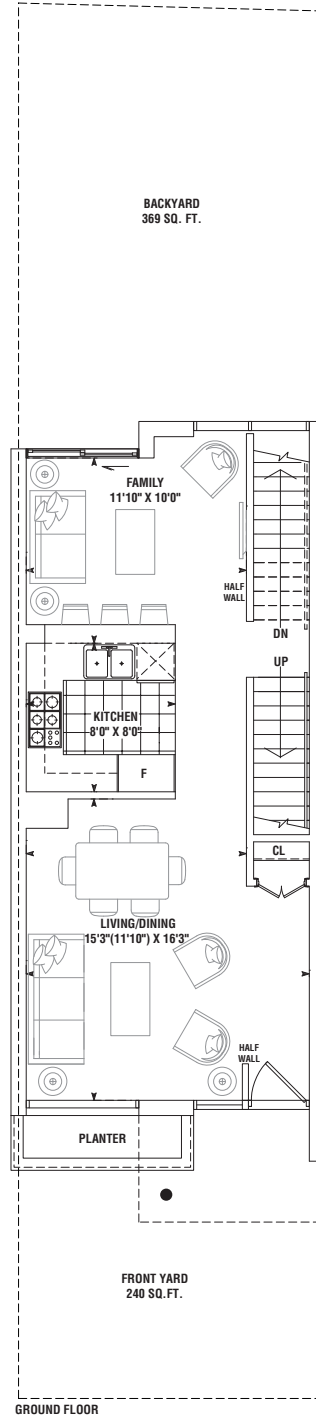 BACKYARD
369 SQ. FT.
FAMILY
11'10" X 10'0"
HALF
WALL
DN
UP
KITCHEN
8'0" X 8'0"
F
CL
LIVING/DINING
15'3"(11'10") X 16'3"
HALF
WALL
PLANTER
FRONT YARD
240 SQ.FT.
GROUND FLOOR